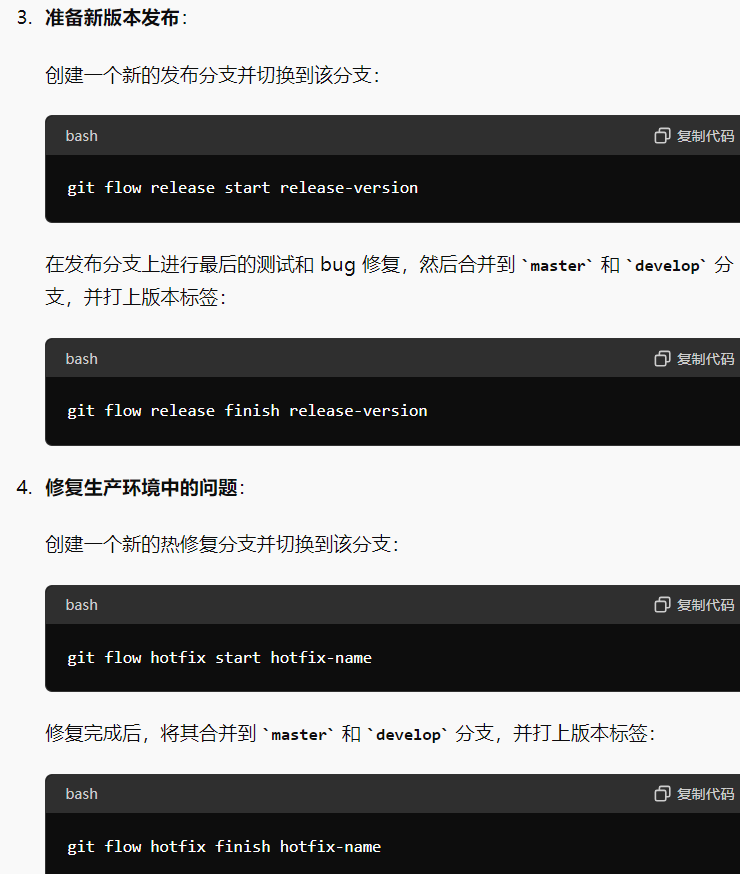 3. 准备新版本发布：
创建一个新的发布分支并切换到该分支：
bash 复制代码
git flow release start release-version
在发布分支上进行最后的测试和 bug 修复，然后合并到 `master` 和 `develop` 分
支，并打上版本标签：
bash 复制代码
git flow release finish release-version
4. 修复生产环境中的问题：
创建一个新的热修复分支并切换到该分支：
bash 复制代码
git flow hotfix start hotfix-name
修复完成后，将其合并到 `master` 和 `develop` 分支，并打上版本标签：
bash 复制代码
git flow hotfix finish hotfix-name